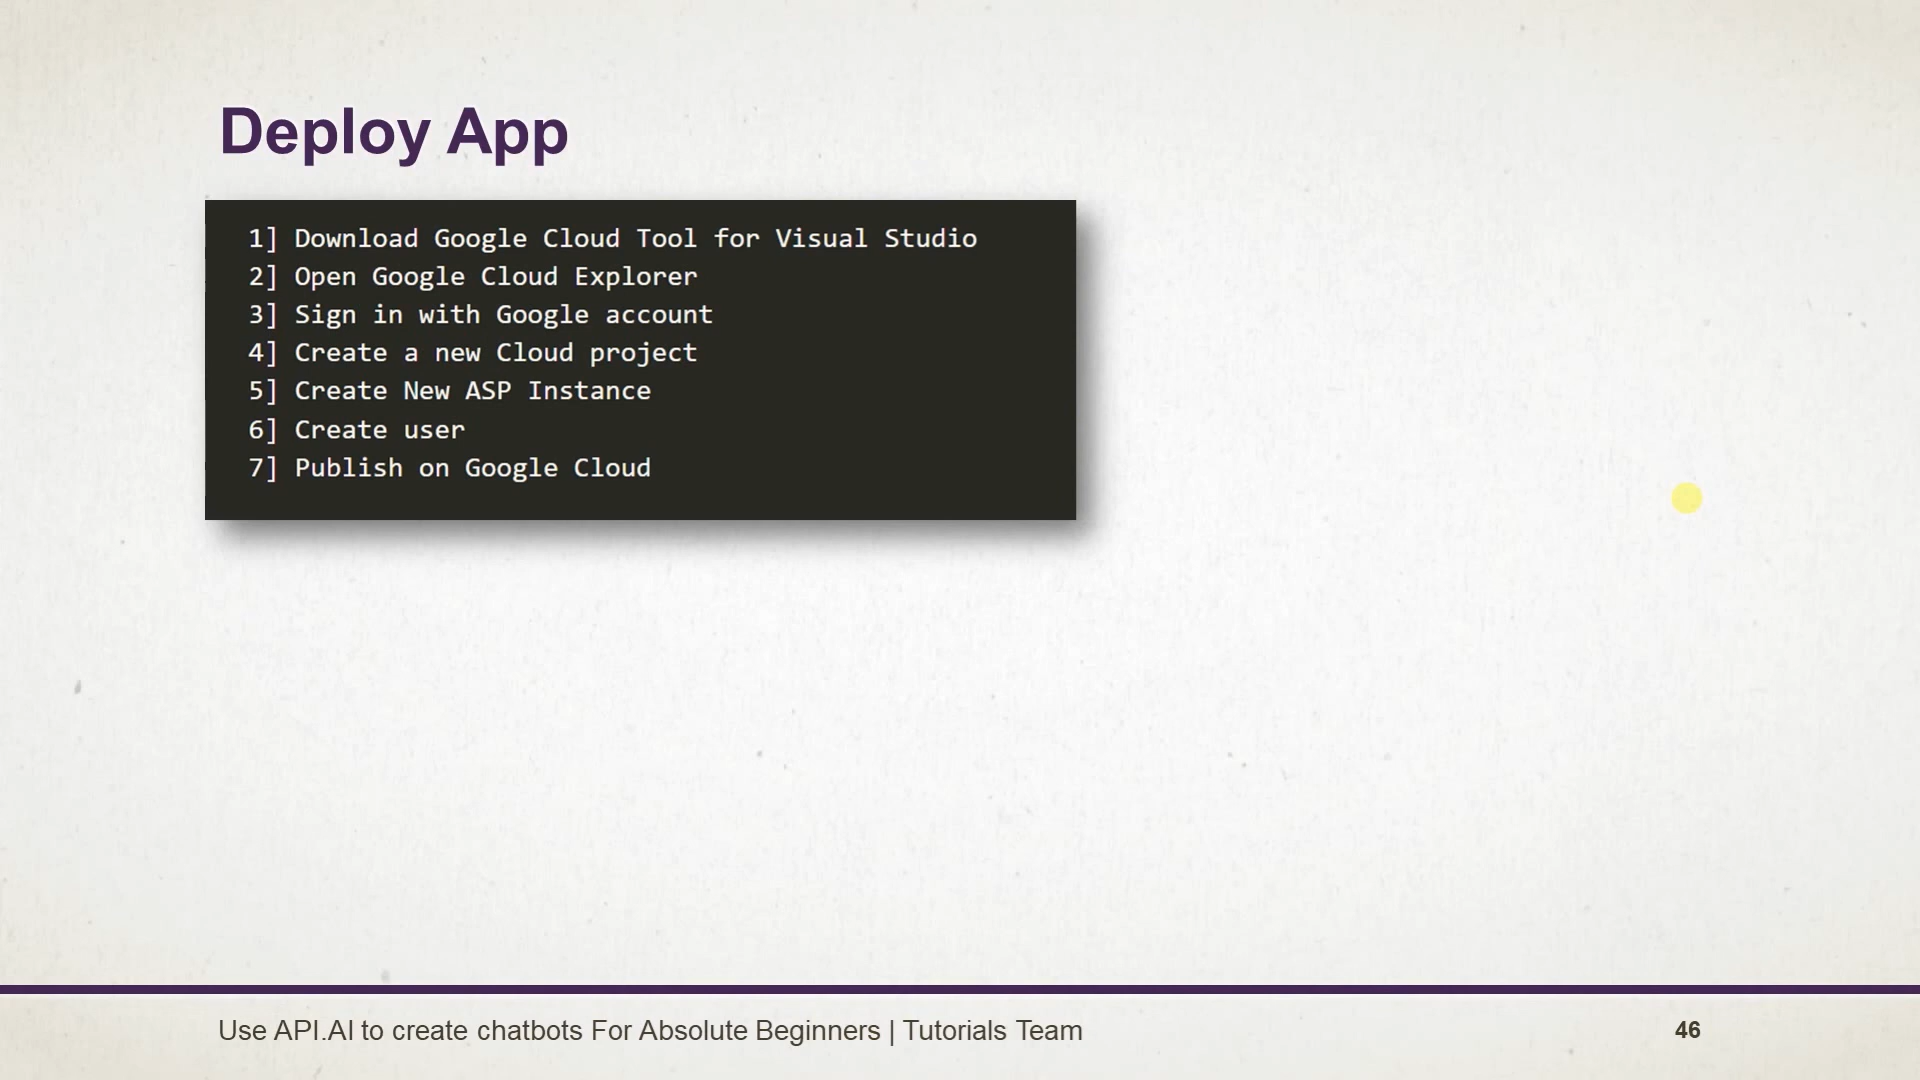 Deploy App
1] Download Google Cloud Tool for Visual Studio
2] Open Google Cloud Explorer
3] Sign in with Google account
4] Create a new Cloud project
5] Create New ASP Instance
6] Create user
7] Publish on Google Cloud
Use API.AI to create chatbots For Absolute Beginners | Tutorials Team
46